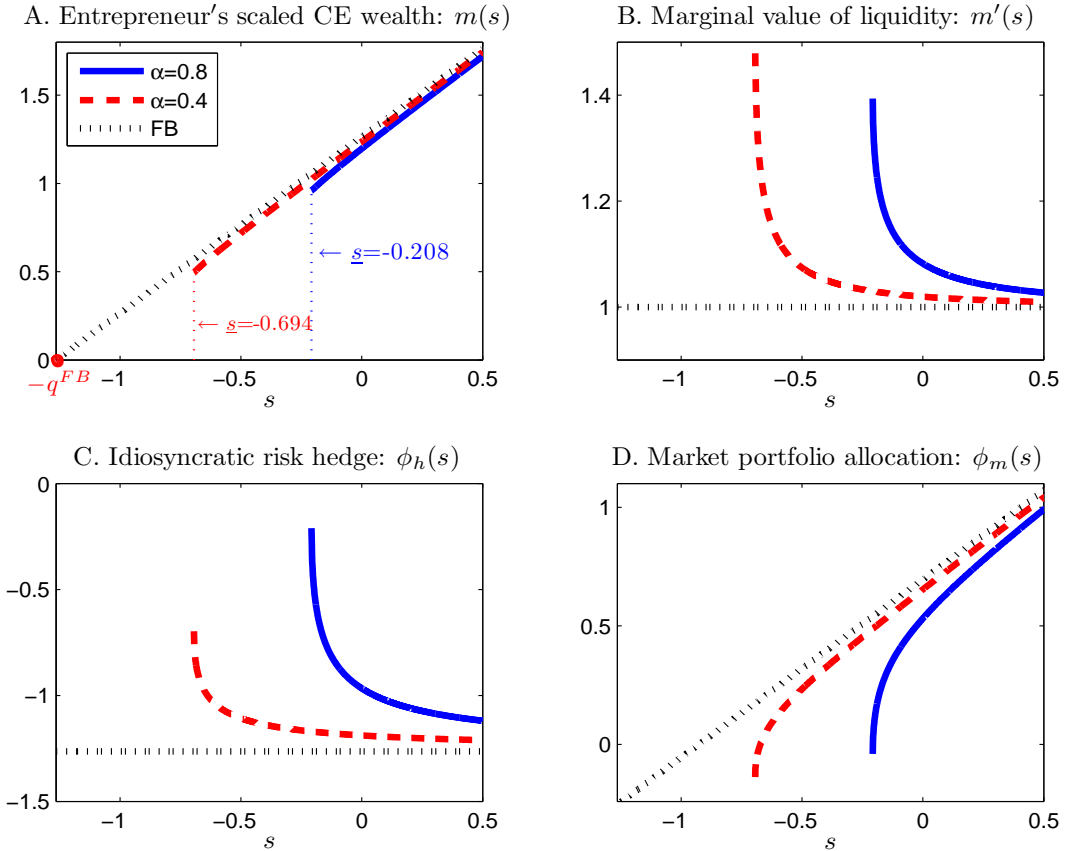 A. Entrepreneur′s scaled CE wealth: m(s)
α=0.8
α=0.4
FB
1.5
1
0.5
0
← s=-0.208
← s=-0.694
−q^{FB}
−1
−0.5
0
0.5
s
B. Marginal value of liquidity: m′(s)
1.4
1.2
1
−1
−0.5
0
0.5
s
C. Idiosyncratic risk hedge: ϕ_h(s)
0
−0.5
−1
−1.5
−1
−0.5
0
0.5
s
D. Market portfolio allocation: ϕ_m(s)
1
0.5
0
−1
−0.5
0
0.5
s